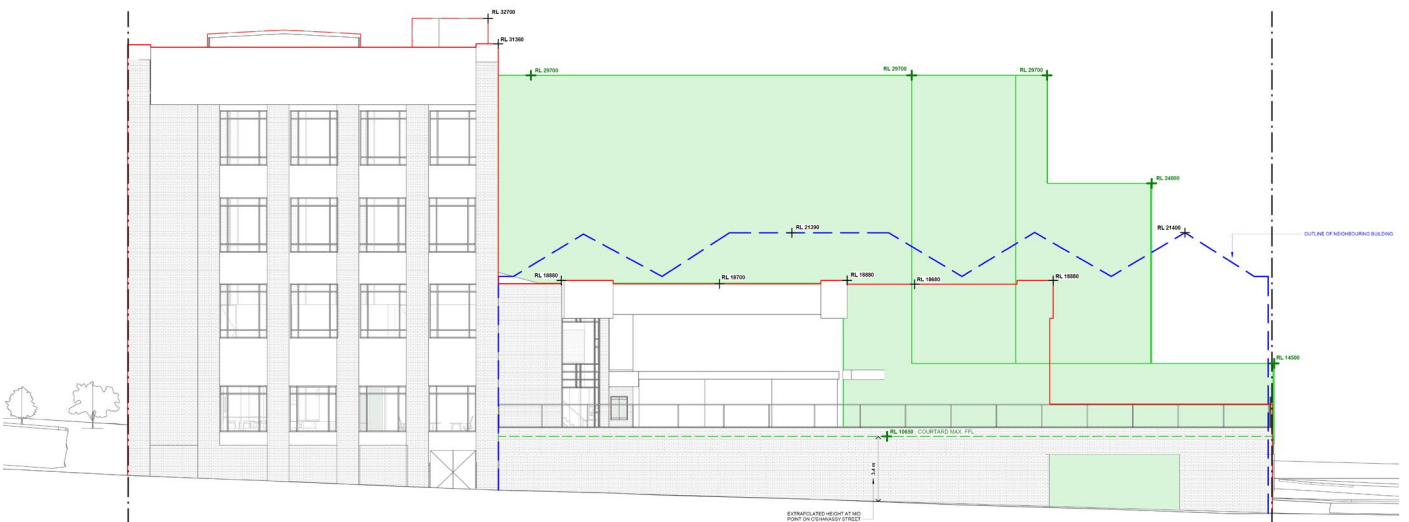 RL 32700
RL 31360
RL 29700
RL 29700
RL 29700
RL 24000
RL 21390
RL 21400
OUTLINE OF NEIGHBOURING BUILDING
RL 18880
RL 18700
RL 18880
RL 18680
RL 18880
RL 14500
RL 10650 COURTARD MAX. FFL
3.4 m
EXTRAPOLATED HEIGHT AT MID
POINT ON O'SHANASSY STREET